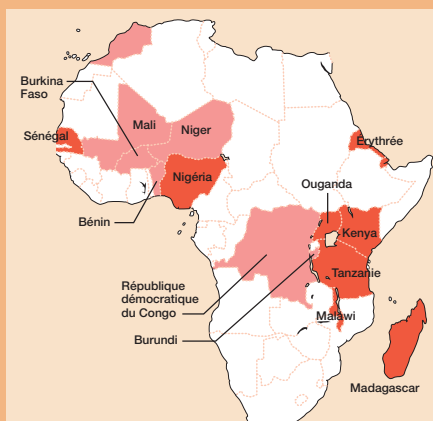 Burkina
Faso
Mali
Niger
Sénégal
Érythrée
Nigéria
Ouganda
Bénin
Kenya
Tanzanie
République
démocratique
du Congo
Malawi
Burundi
Madagascar